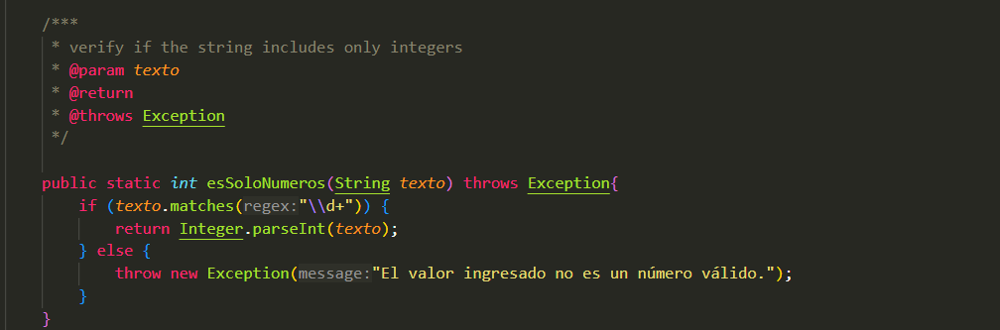 /***
* verify if the string includes only integers
* @param texto
* @return
* @throws Exception
*/
public static int esSoloNumeros(String texto) throws Exception{
if (texto.matches(regex:"\\d+")) {
return Integer.parseInt(texto);
} else {
throw new Exception(message:"El valor ingresado no es un número válido.");
}
}